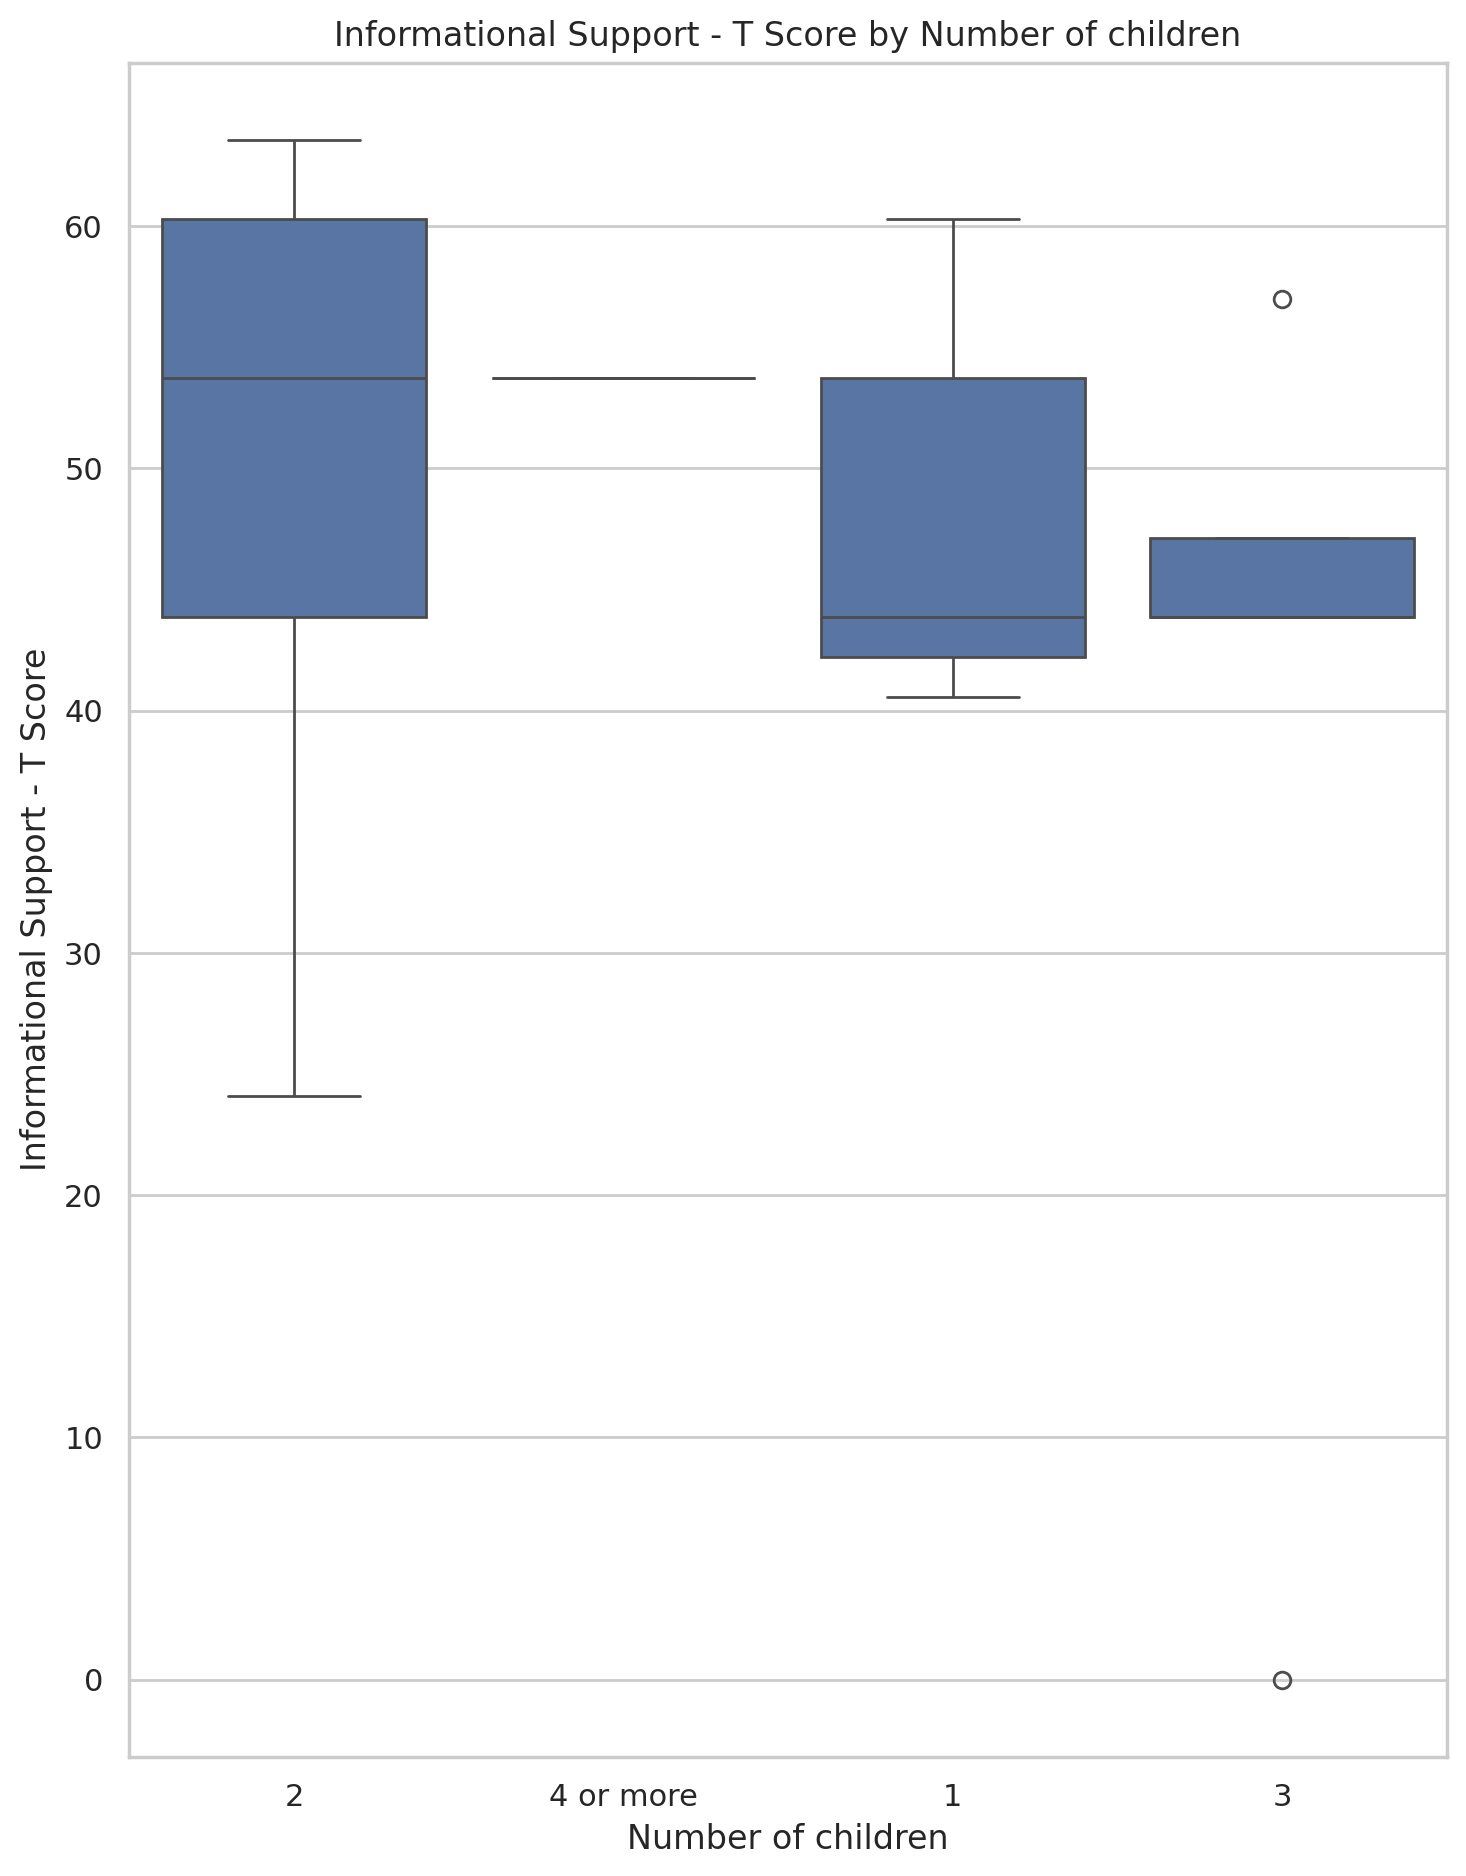 Informational Support - T Score by Number of children
Informational Support - T Score
60
50
40
30
20
10
0
2
4 or more
1
3
Number of children